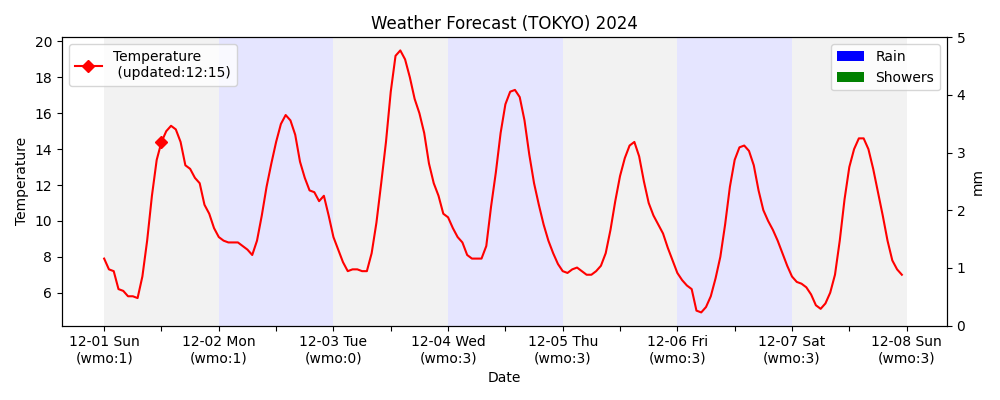 Weather Forecast (TOKYO) 2024
Temperature
(updated:12:15)
Rain
Showers
Temperature
20
18
16
14
12
10
8
6
5
4
3
2
1
0
mm
12-01 Sun 12-02 Mon 12-03 Tue 12-04 Wed 12-05 Thu 12-06 Fri 12-07 Sat 12-08 Sun
(wmo:1) (wmo:1) (wmo:0) (wmo:3) (wmo:3) (wmo:3) (wmo:3) (wmo:3)
Date